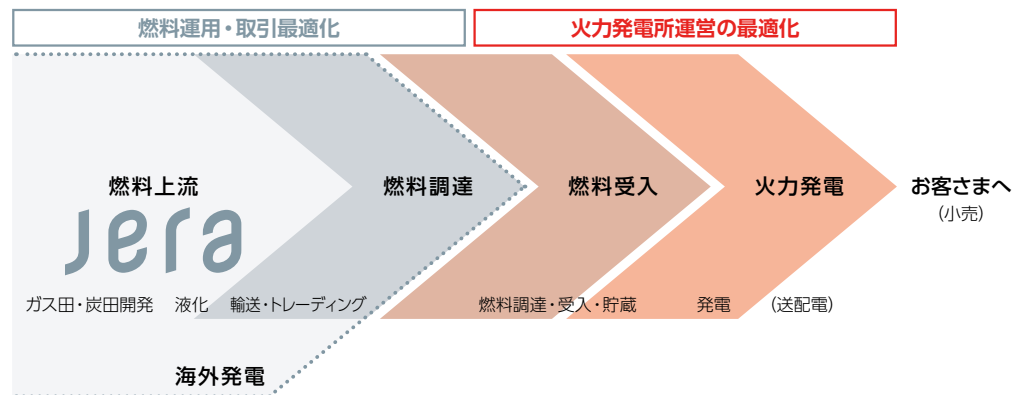 燃料運用・取引最適化
火力発電所運営の最適化
燃料上流
燃料調達
燃料受入
火力発電
お客さまへ
(小売)
Jera
ガス田・炭田開発 液化 輸送・トレーディング
燃料調達・受入・貯蔵 発電 (送配電)
海外発電